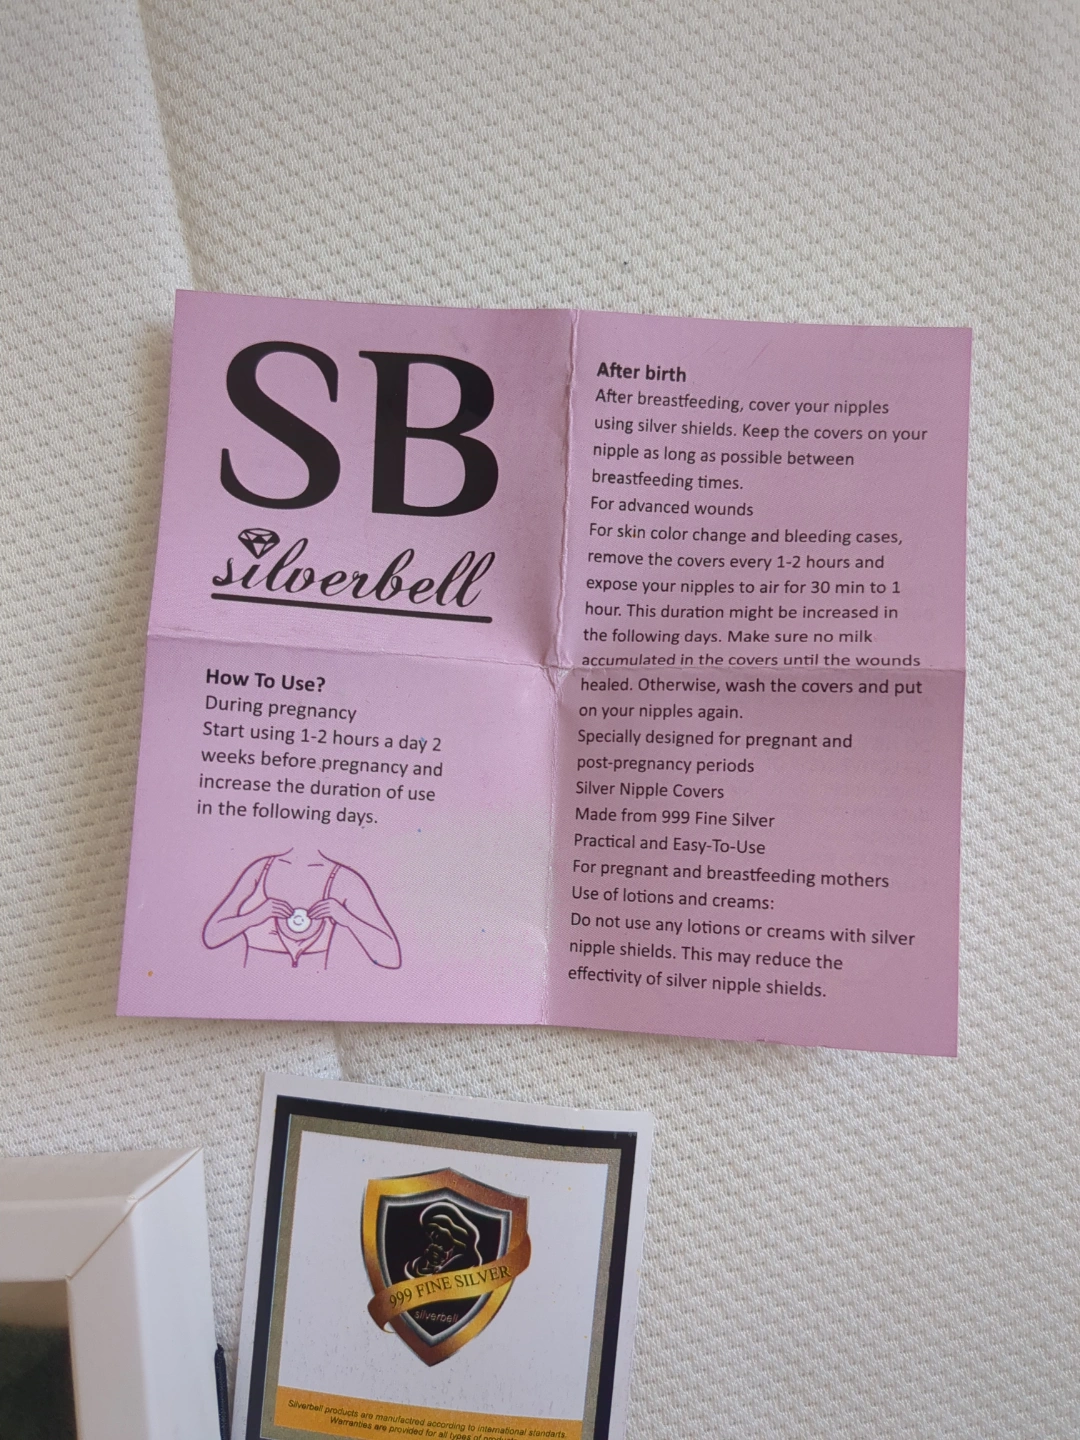 SB
silverbell
How To Use?
During pregnancy
Start using 1-2 hours a day 2
weeks before pregnancy and
increase the duration of use
in the following days.
After birth
After breastfeeding, cover your nipples
using silver shields. Keep the covers on your
nipple as long as possible between
breastfeeding times.
For advanced wounds
For skin color change and bleeding cases,
remove the covers every 1-2 hours and
expose your nipples to air for 30 min to 1
hour. This duration might be increased in
the following days. Make sure no milk
accumulated in the covers until the wounds
healed. Otherwise, wash the covers and put
on your nipples again.
Specially designed for pregnant and
post-pregnancy periods
Silver Nipple Covers
Made from 999 Fine Silver
Practical and Easy-To-Use
For pregnant and breastfeeding mothers
Use of lotions and creams:
Do not use any lotions or creams with silver
nipple shields. This may reduce the
effectivity of silver nipple shields.
999 FINE SILVER
silverbell
Silverbell products are manufactred according to international standarts.
Warranties are provided for all types of